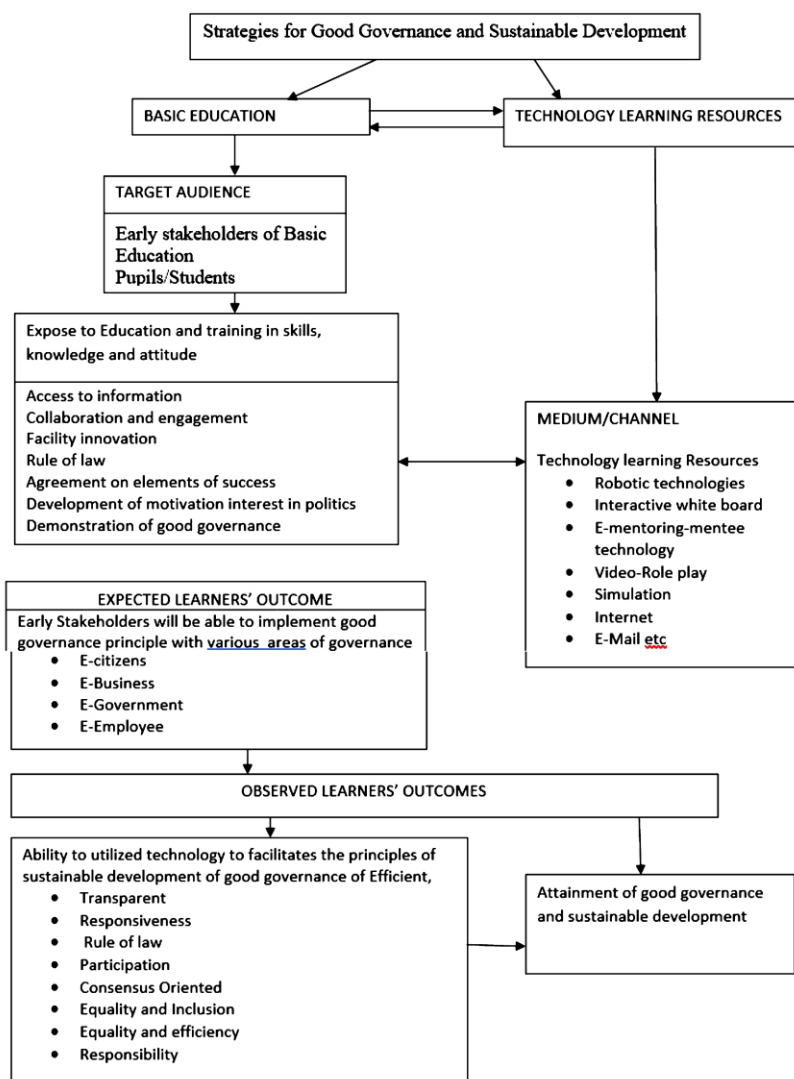 Strategies for Good Governance and Sustainable Development
BASIC EDUCATION
TECHNOLOGY LEARNING RESOURCES
TARGET AUDIENCE
Early stakeholders of Basic
Education
Pupils/Students
Expose to Education and training in skills,
knowledge and attitude
Access to information
Collaboration and engagement
Facility innovation
Rule of law
Agreement on elements of success
Development of motivation interest in politics
Demonstration of good governance
MEDIUM/CHANNEL
Technology learning Resources
• Robotic technologies
• Interactive white board
• E-mentoring-mentee
technology
• Video-Role play
• Simulation
• Internet
• E-Mail etc
EXPECTED LEARNERS' OUTCOME
Early Stakeholders will be able to implement good
governance principle with various areas of governance
• E-citizens
• E-Business
• E-Government
• E-Employee
OBSERVED LEARNERS' OUTCOMES
Ability to utilized technology to facilitates the principles of
sustainable development of good governance of Efficient,
• Transparent
• Responsiveness
• Rule of law
• Participation
• Consensus Oriented
• Equality and Inclusion
• Equality and efficiency
• Responsibility
Attainment of good governance
and sustainable development